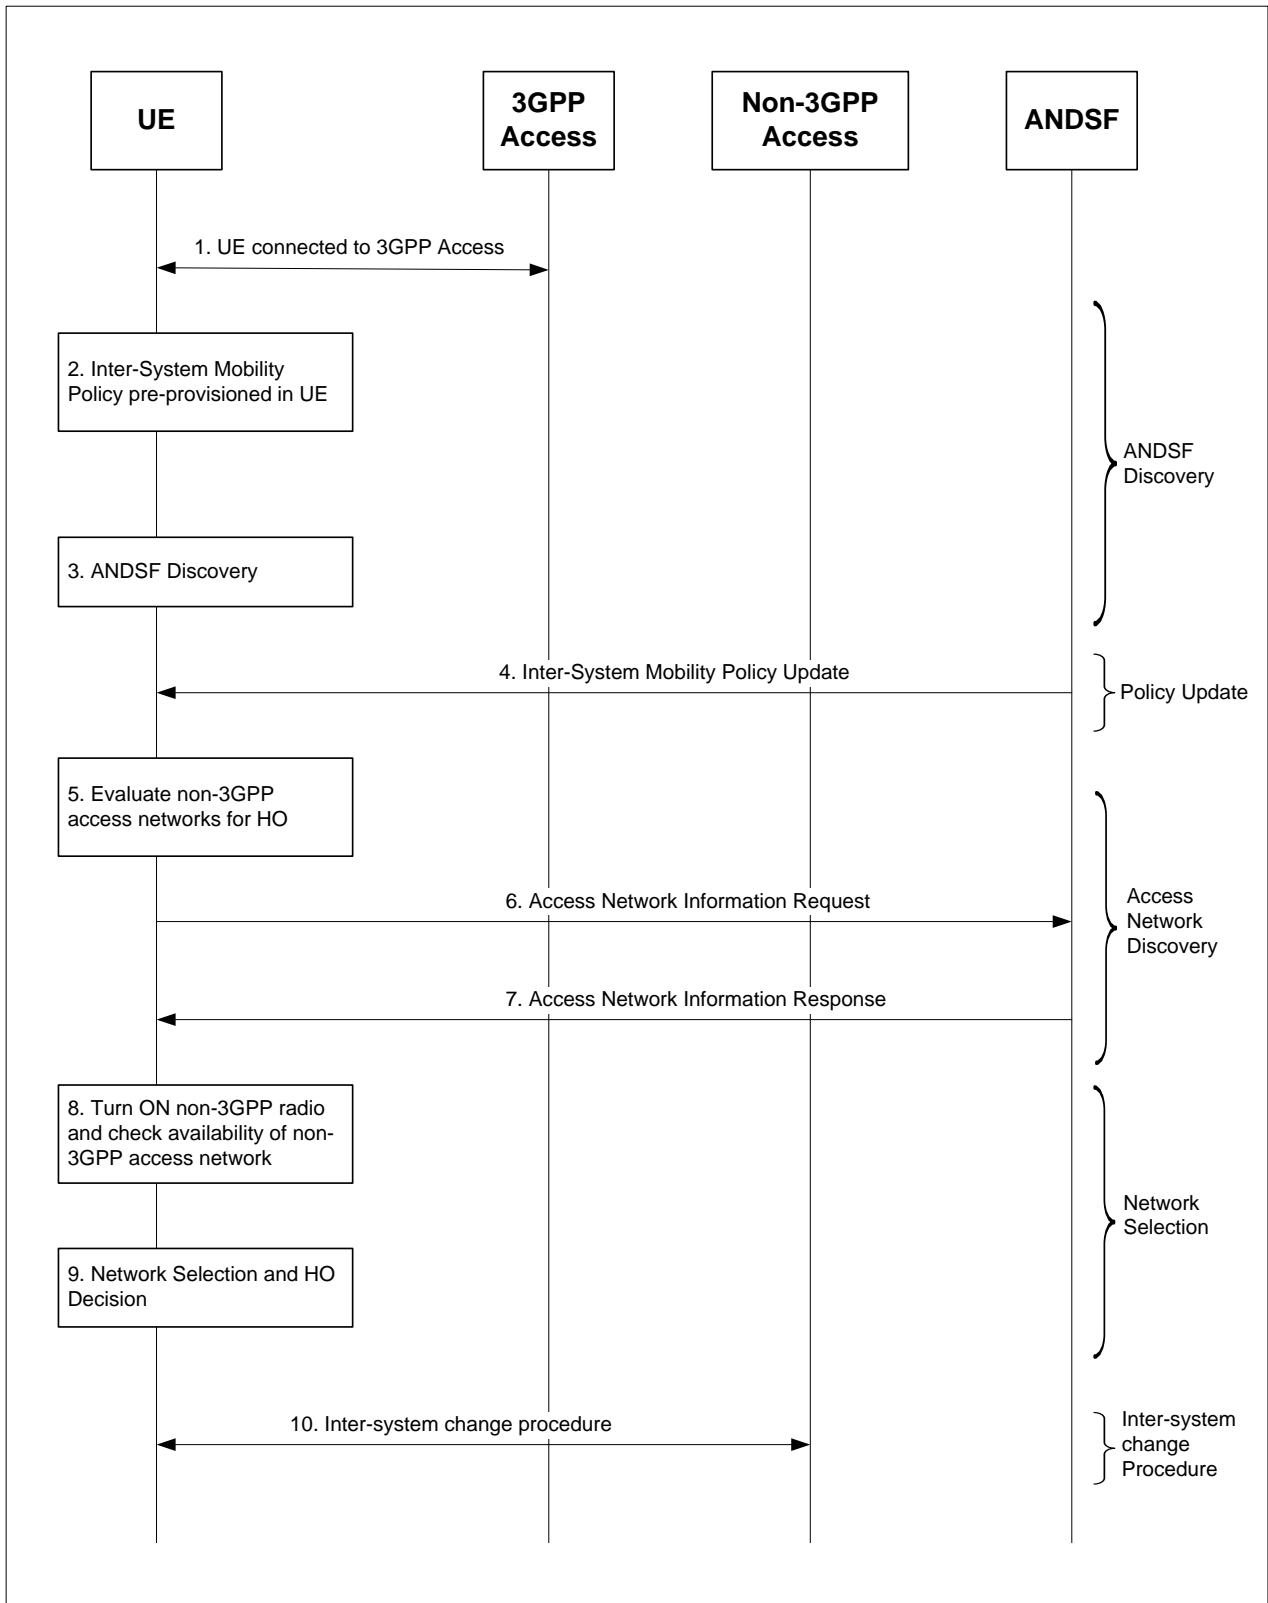 UE
3GPP
Access
Non-3GPP
Access
ANDSF
1. UE connected to 3GPP Access
2. Inter-System Mobility
Policy pre-provisioned in UE
ANDSF
Discovery
3. ANDSF Discovery
4. Inter-System Mobility Policy Update
Policy Update
5. Evaluate non-3GPP
access networks for HO
6. Access Network Information Request
Access
Network
Discovery
7. Access Network Information Response
8. Turn ON non-3GPP radio
and check availability of non-
3GPP access network
Network
Selection
9. Network Selection and HO
Decision
10. Inter-system change procedure
Inter-system
change
Procedure